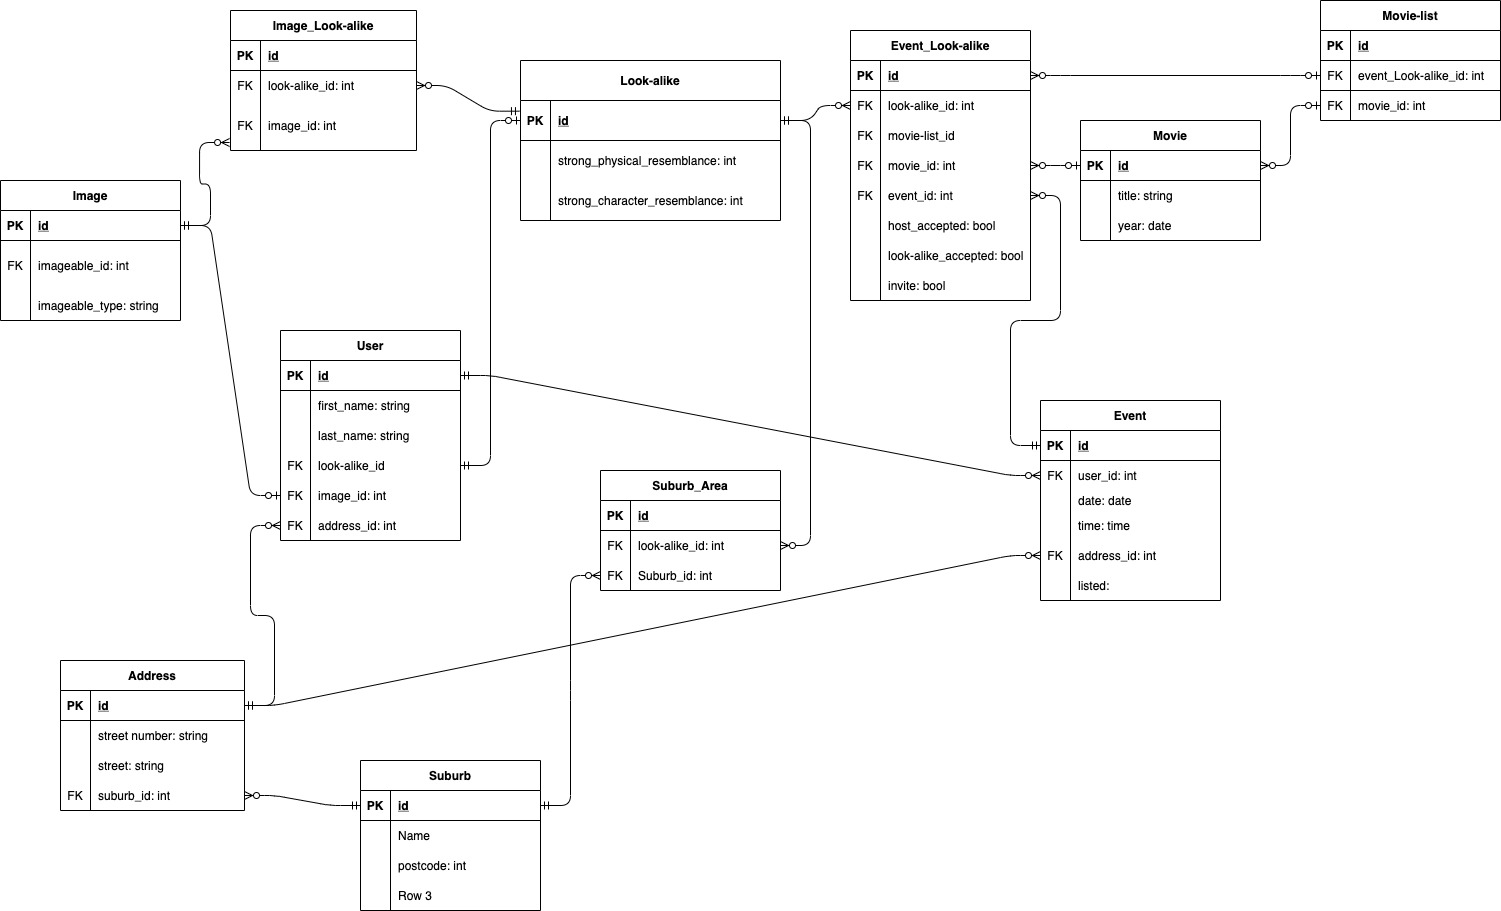 Image_Look-alike
PK id
FK look-alike_id: int
FK image_id: int
Look-alike
PK id
strong_physical_resemblance: int
strong_character_resemblance: int
Event_Look-alike
PK id
FK look-alike_id: int
FK movie-list_id
FK movie_id: int
FK event_id: int
host_accepted: bool
look-alike_accepted: bool
invite: bool
Movie-list
PK id
FK event_Look-alike_id: int
FK movie_id: int
Movie
PK id
title: string
year: date
Image
PK id
FK imageable_id: int
imageable_type: string
User
PK id
first_name: string
last_name: string
FK look-alike_id
FK image_id: int
FK address_id: int
Event
PK id
FK user_id: int
date: date
time: time
FK address_id: int
listed:
Suburb_Area
PK id
FK look-alike_id: int
FK Suburb_id: int
Address
PK id
street number: string
street: string
FK suburb_id: int
Suburb
PK id
Name
postcode: int
Row 3